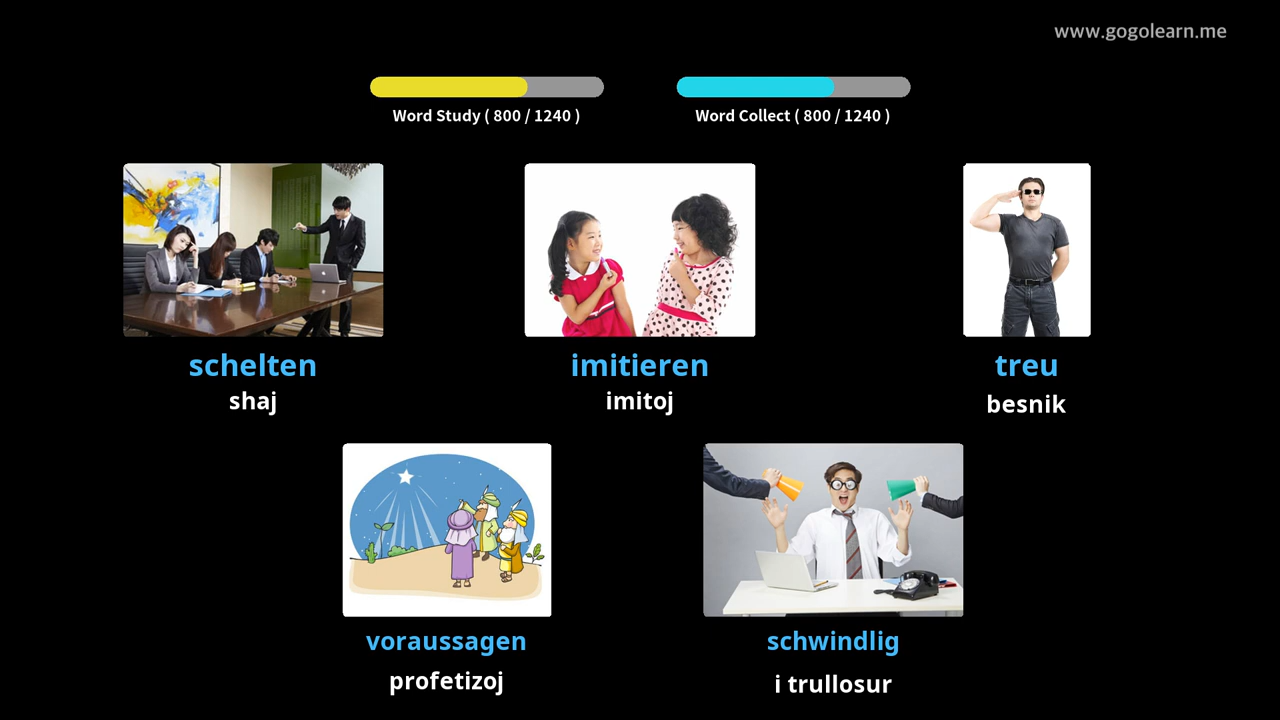 www.gogolearn.me
Word Study ( 800 / 1240 )
Word Collect ( 800 / 1240 )
schelten
shaj
imitieren
imitoj
treu
besnik
voraussagen
profetizoj
schwindlig
i trullosur